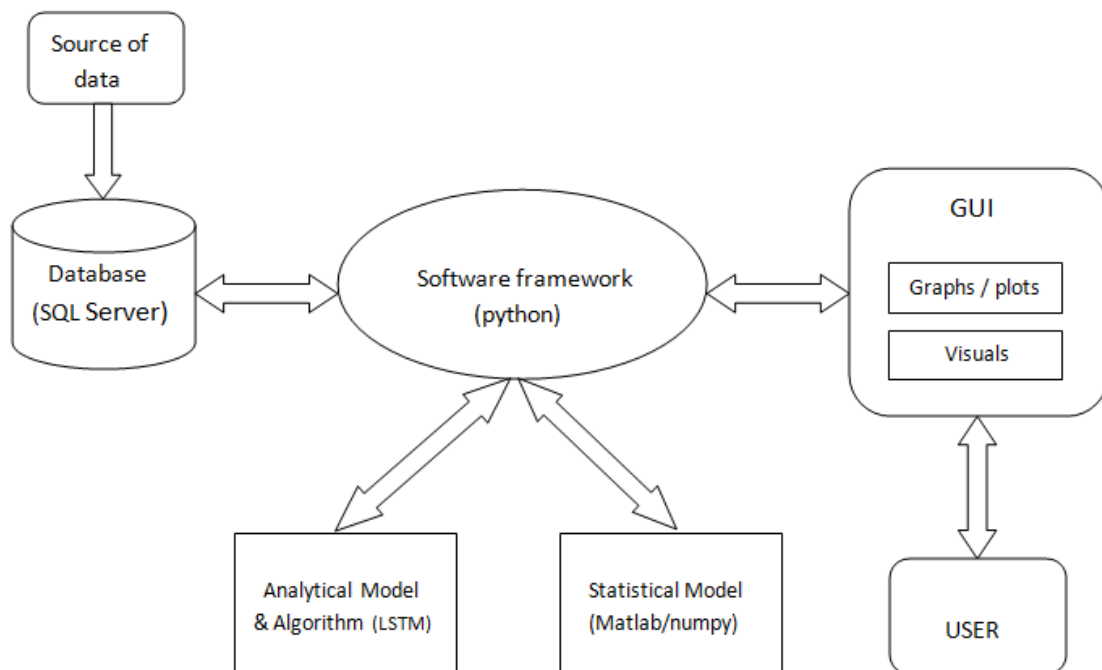 Source of
data
Database
(SQL Server)
Software framework
(python)
GUI
Graphs / plots
Visuals
Analytical Model
& Algorithm (LSTM)
Statistical Model
(Matlab/numpy)
USER